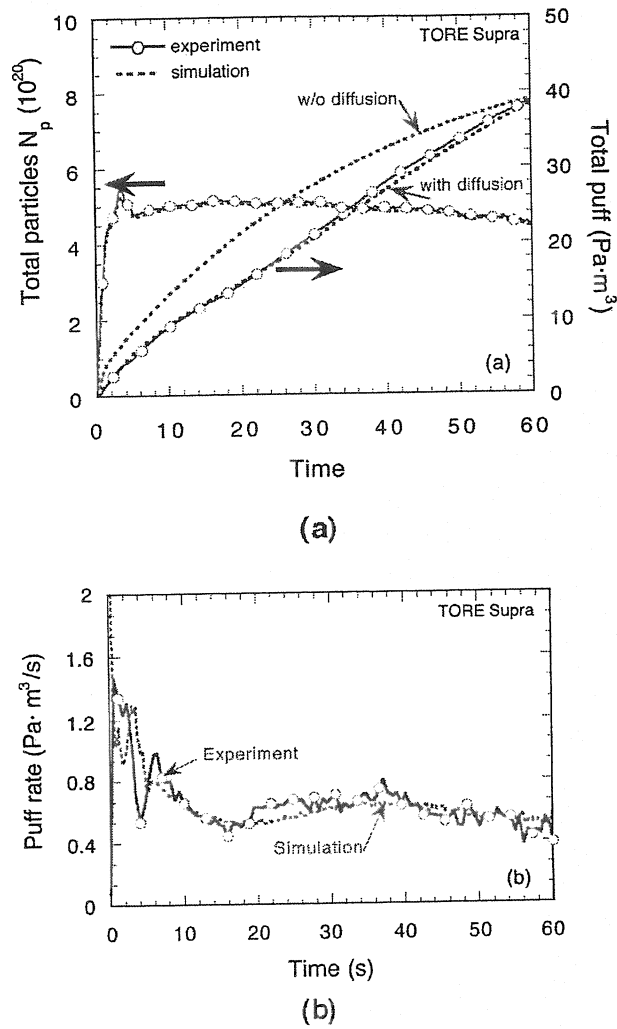 10
8
6
4
2
0
50
40
30
20
10
0
TORE Supra
experiment
simulation
w/o diffusion
with diffusion
Total particles N_p (10^20)
Total puff (Pa·m^3)
(a)
0 10 20 30 40 50 60
Time
(a)
2
1.6
1.2
0.8
0.4
0
TORE Supra
Puff rate (Pa· m^3/s)
Experiment
Simulation
(b)
0 10 20 30 40 50 60
Time (s)
(b)